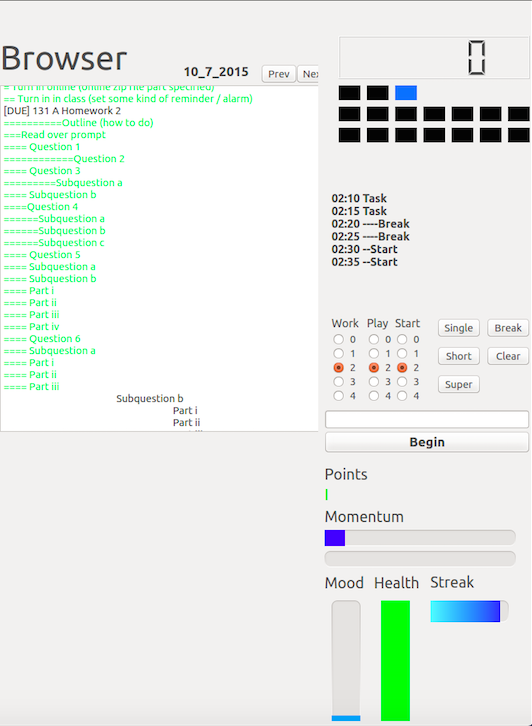 Browser
10_7_2015
Prev
0
= Turn in online (online zip file part specified)
== Turn in in class (set some kind of reminder / alarm)
[DUE] 131 A Homework 2
==========Outline (how to do)
===Read over prompt
==== Question 1
============Question 2
==== Question 3
=========Subquestion a
==== Subquestion b
====Question 4
======Subquestion a
======Subquestion b
======Subquestion c
==== Question 5
==== Subquestion a
==== Subquestion b
==== Part i
==== Part ii
==== Part iii
==== Part iv
==== Question 6
==== Subquestion a
==== Part i
==== Part ii
==== Part iii
Subquestion b
Part i
Part ii
02:10 Task
02:15 Task
02:20 ----Break
02:25 ----Break
02:30 --Start
02:35 --Start
Work Play Start
0 0 0
1 1 1
2 2 2
3 3 3
4 4 4
Single Break
Short Clear
Super
Begin
Points
Momentum
Mood Health Streak